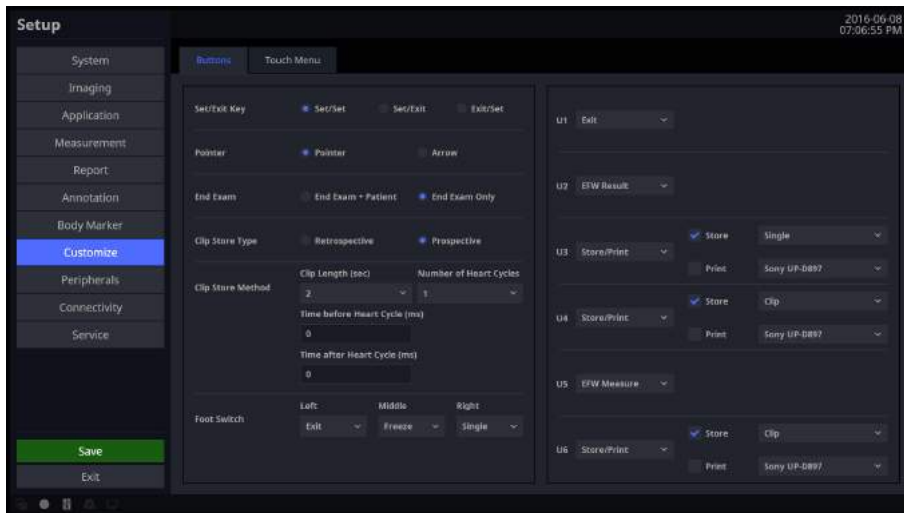 Setup
2016-06-08
07:06:55 PM
System
Imaging
Application
Measurement
Report
Annotation
Body Marker
Customize
Peripherals
Connectivity
Service
Save
Exit
Buttons Touch Menu
Set/Exit Key Set/Set Set/Exit Exit/Set
Pointer Pointer Arrow
End Exam End Exam + Patient End Exam Only
Clip Store Type Retrospective Prospective
Clip Store Method
Clip Length (sec) Number of Heart Cycles
2 1
Time before Heart Cycle (ms)
0
Time after Heart Cycle (ms)
0
Foot Switch
Left Middle Right
Exit Freeze Single
U1 Exit
U2 EFW Result
U3 Store/Print
Store Single
Print Sony UP-D897
U4 Store/Print
Store Clip
Print Sony UP-D897
U5 EFW Measure
U6 Store/Print
Store Clip
Print Sony UP-D897